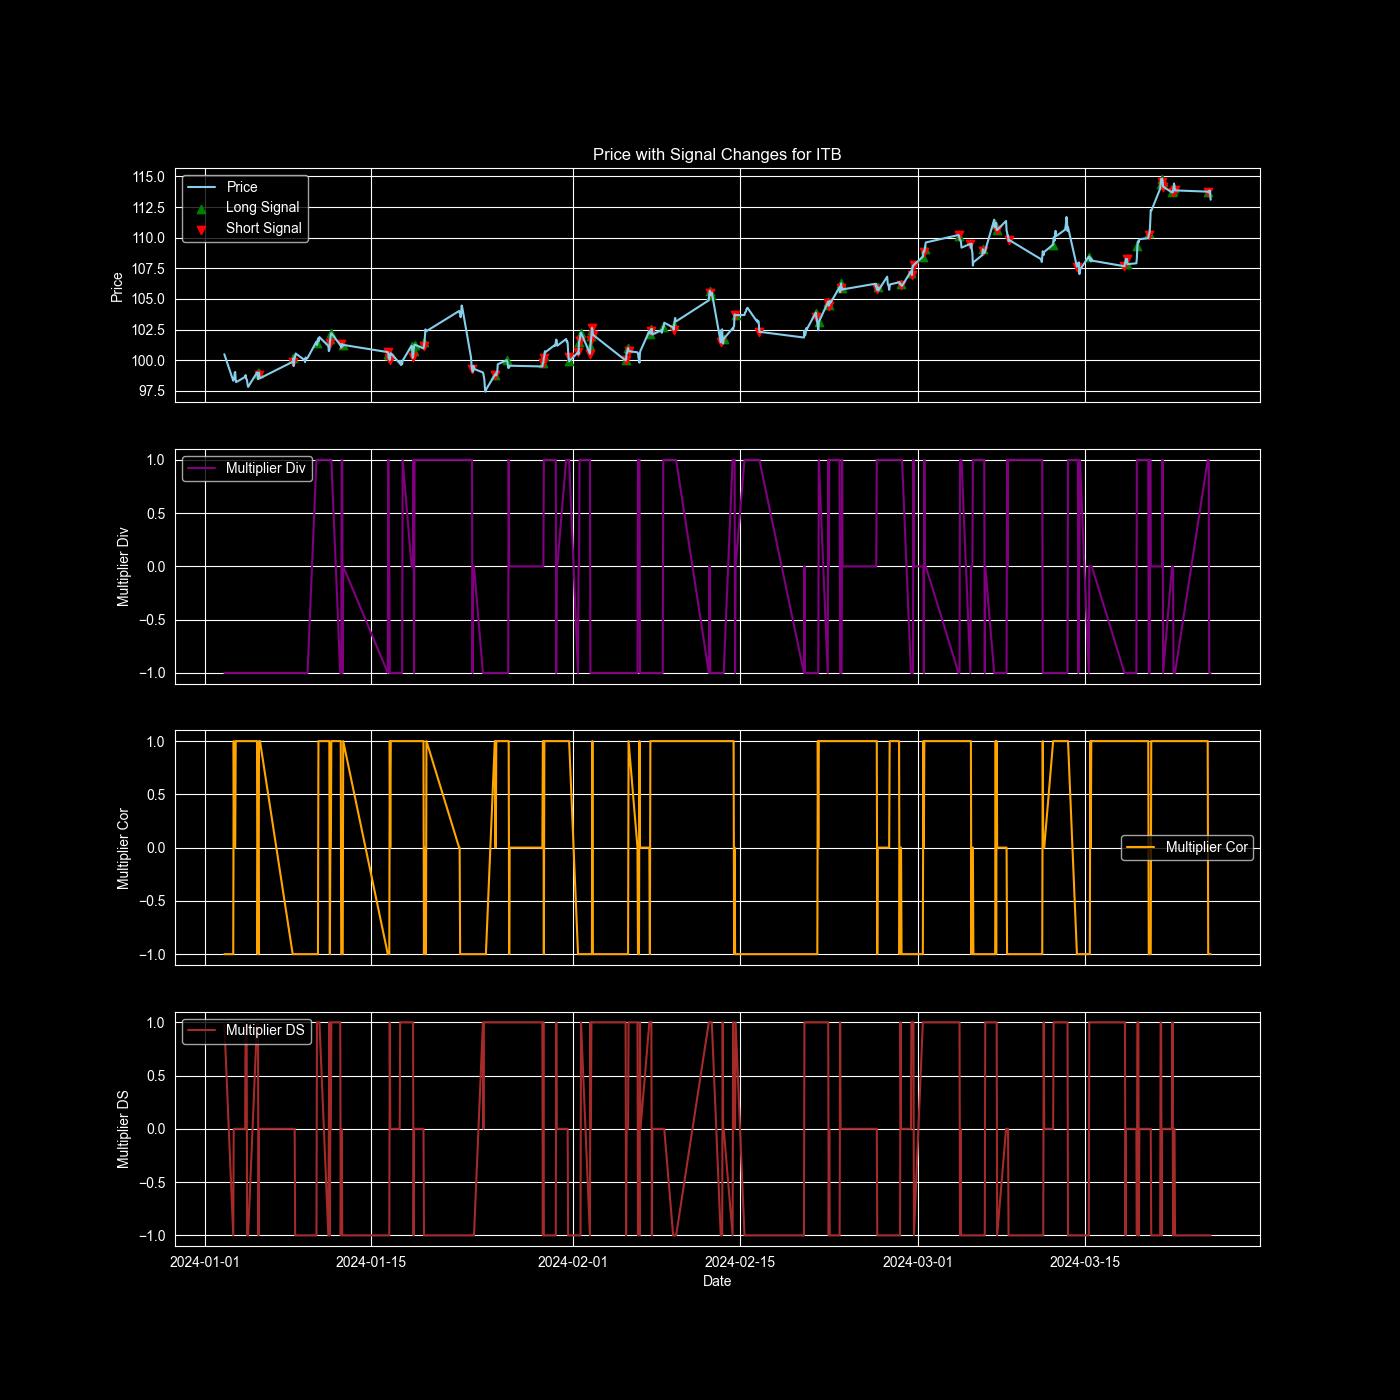 Price with Signal Changes for ITB
115.0
112.5
110.0
107.5
105.0
102.5
100.0
97.5
Price
Price
Long Signal
Short Signal
1.0
0.5
0.0
−0.5
−1.0
Multiplier Div
Multiplier Div
1.0
0.5
0.0
−0.5
−1.0
Multiplier Cor
Multiplier Cor
1.0
0.5
0.0
−0.5
−1.0
Multiplier DS
Multiplier DS
2024-01-01 2024-01-15 2024-02-01 2024-02-15 2024-03-01 2024-03-15
Date